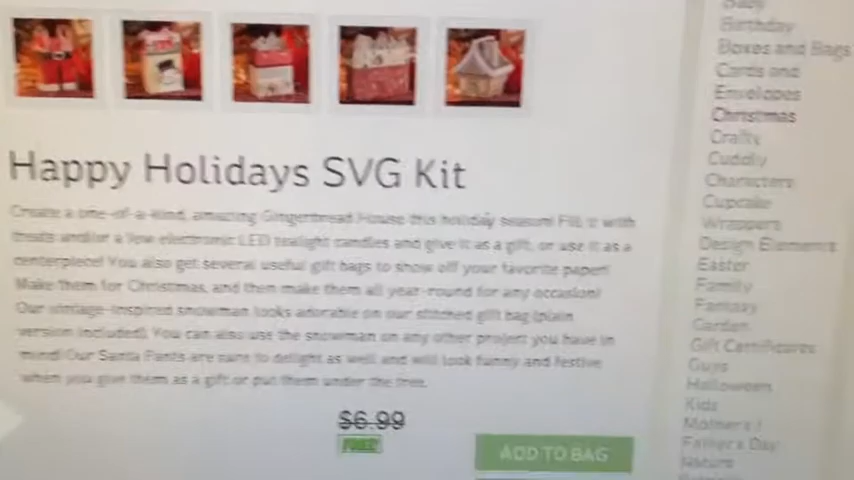 Happy Holidays SVG Kit
Create a one-of-a-kind, amazing Gingerbread House this holiday season! Fill it with
treats and/or a few electronic LED tealight candles and give it as a gift, or use it as a
centerpiece! You also get several useful gift bags to show off your favorite paper!
Make them for Christmas, and then make them all year-round for any occasion!
Our vintage-inspired snowman looks adorable on our stitched gift bag (plain
version included). You can also use the snowman on any other project you have in
mind! Our Santa Pants are sure to delight as well and will look funny and festive
when you give them as a gift or put them under the tree.
$6.99
FREE
ADD TO BAG
Baby
Birthday
Boxes and Bags
Cards and
Envelopes
Christmas
Crafty
Cuddly
Characters
Cupcake
Wrappers
Design Elements
Easter
Family
Fantasy
Garden
Gift Certificates
Guys
Halloween
Kids
Mother's /
Father's Day
Nature